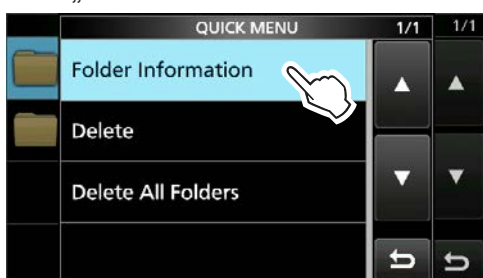 QUICK MENU 1/1 1/1
Folder Information
Delete
Delete All Folders